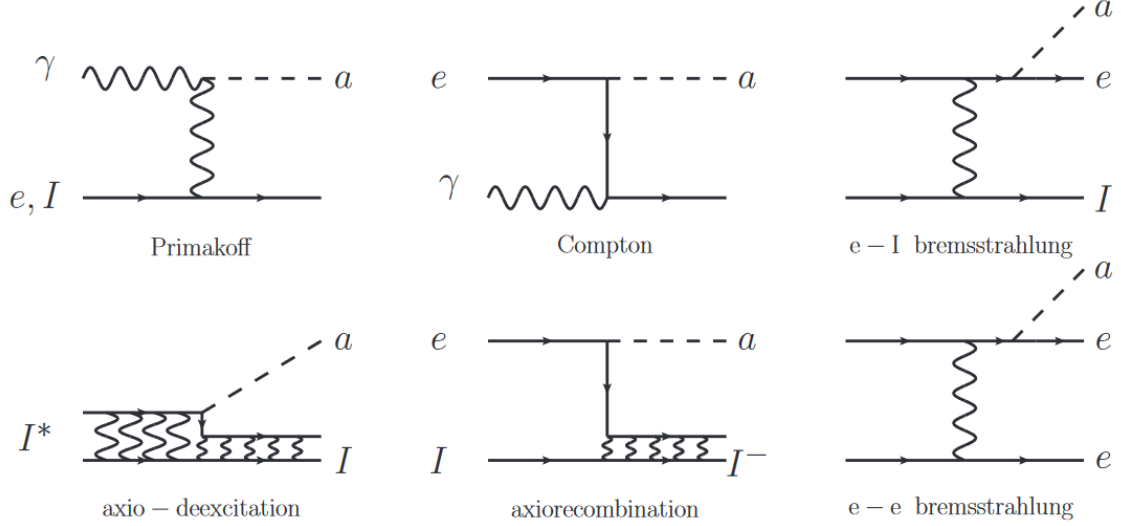 γ a e a a
e
e, I γ I
Primakoff Compton e − I bremsstrahlung
a e a a
e
I* I I I⁻
e
axio − deexcitation axiorecombination e − e bremsstrahlung